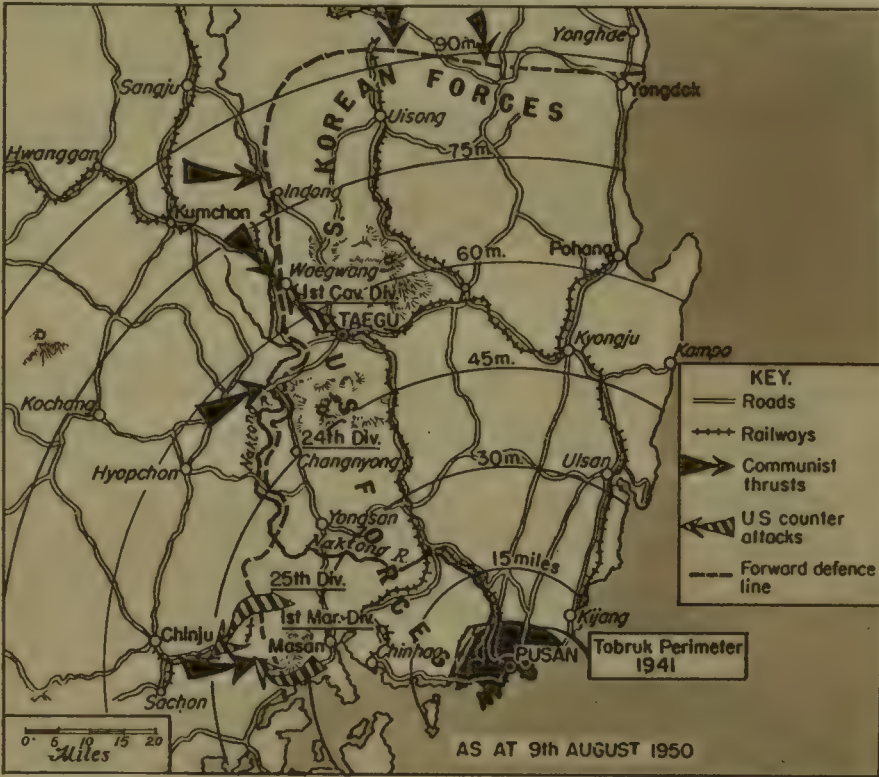 Yonghae
90m.
Sangju
S. KOREAN FORCES
Yongdok
Uisong
75m.
Hwanggan
Indong
Kumchon
60m.
Pohang
Waegwang
1st Cav. Div.
TAEGU
Kyongju
Kampo
45m.
US FORCES
Kochang
Naktong R.
24th Div.
Changnyong
Hyopchon
30m.
Ulsan
Yongsan
Naktong R.
15 miles
25th Div.
1st Mar. Div.
Kijang
Chinju
Masan
Chinhae
PUSAN
Sachon
Tobruk Perimeter
1941
KEY.
Roads
Railways
Communist
thrusts
US counter
attacks
Forward defence
line
0 5 10 15 20
Miles
AS AT 9th AUGUST 1950